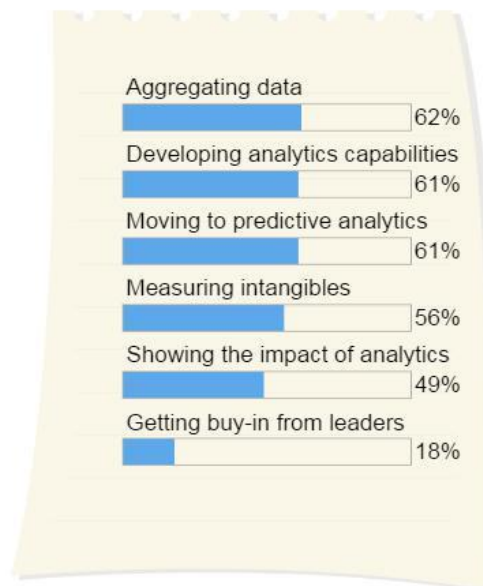 Aggregating data
62%
Developing analytics capabilities
61%
Moving to predictive analytics
61%
Measuring intangibles
56%
Showing the impact of analytics
49%
Getting buy-in from leaders
18%